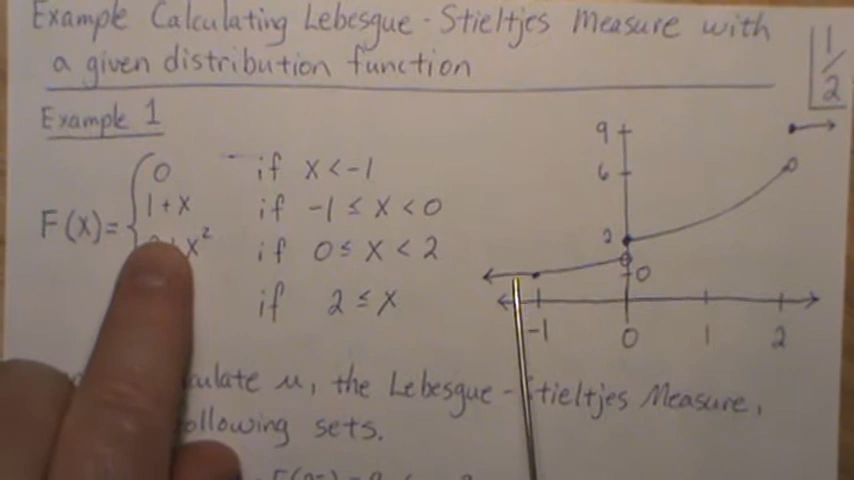 Example Calculating Lebesgue-Stieltjes Measure with
a given distribution function
1/2
Example 1
F(x)= { 0 if x < -1
1+x if -1 ≤ x < 0
x² if 0 ≤ x < 2
if 2 ≤ x
9
6
2
0
-1 0 1 2
μ, the Lebesgue-Stieltjes Measure,
sets.